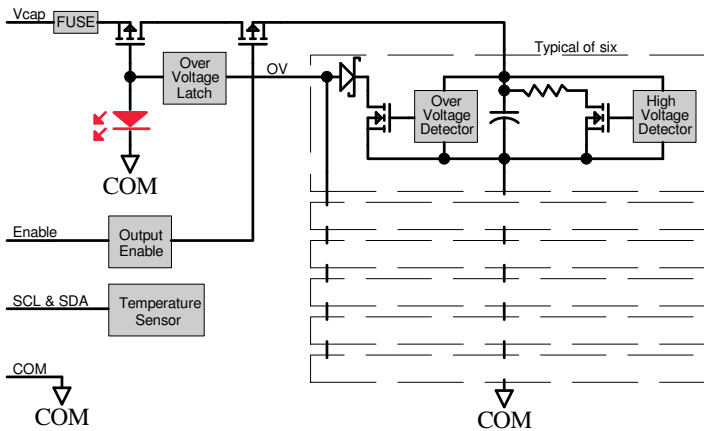 Vcap
FUSE
Typical of six
Over
Voltage
Latch
OV
Over
Voltage
Detector
High
Voltage
Detector
COM
Enable
Output
Enable
SCL & SDA
Temperature
Sensor
COM
COM
COM